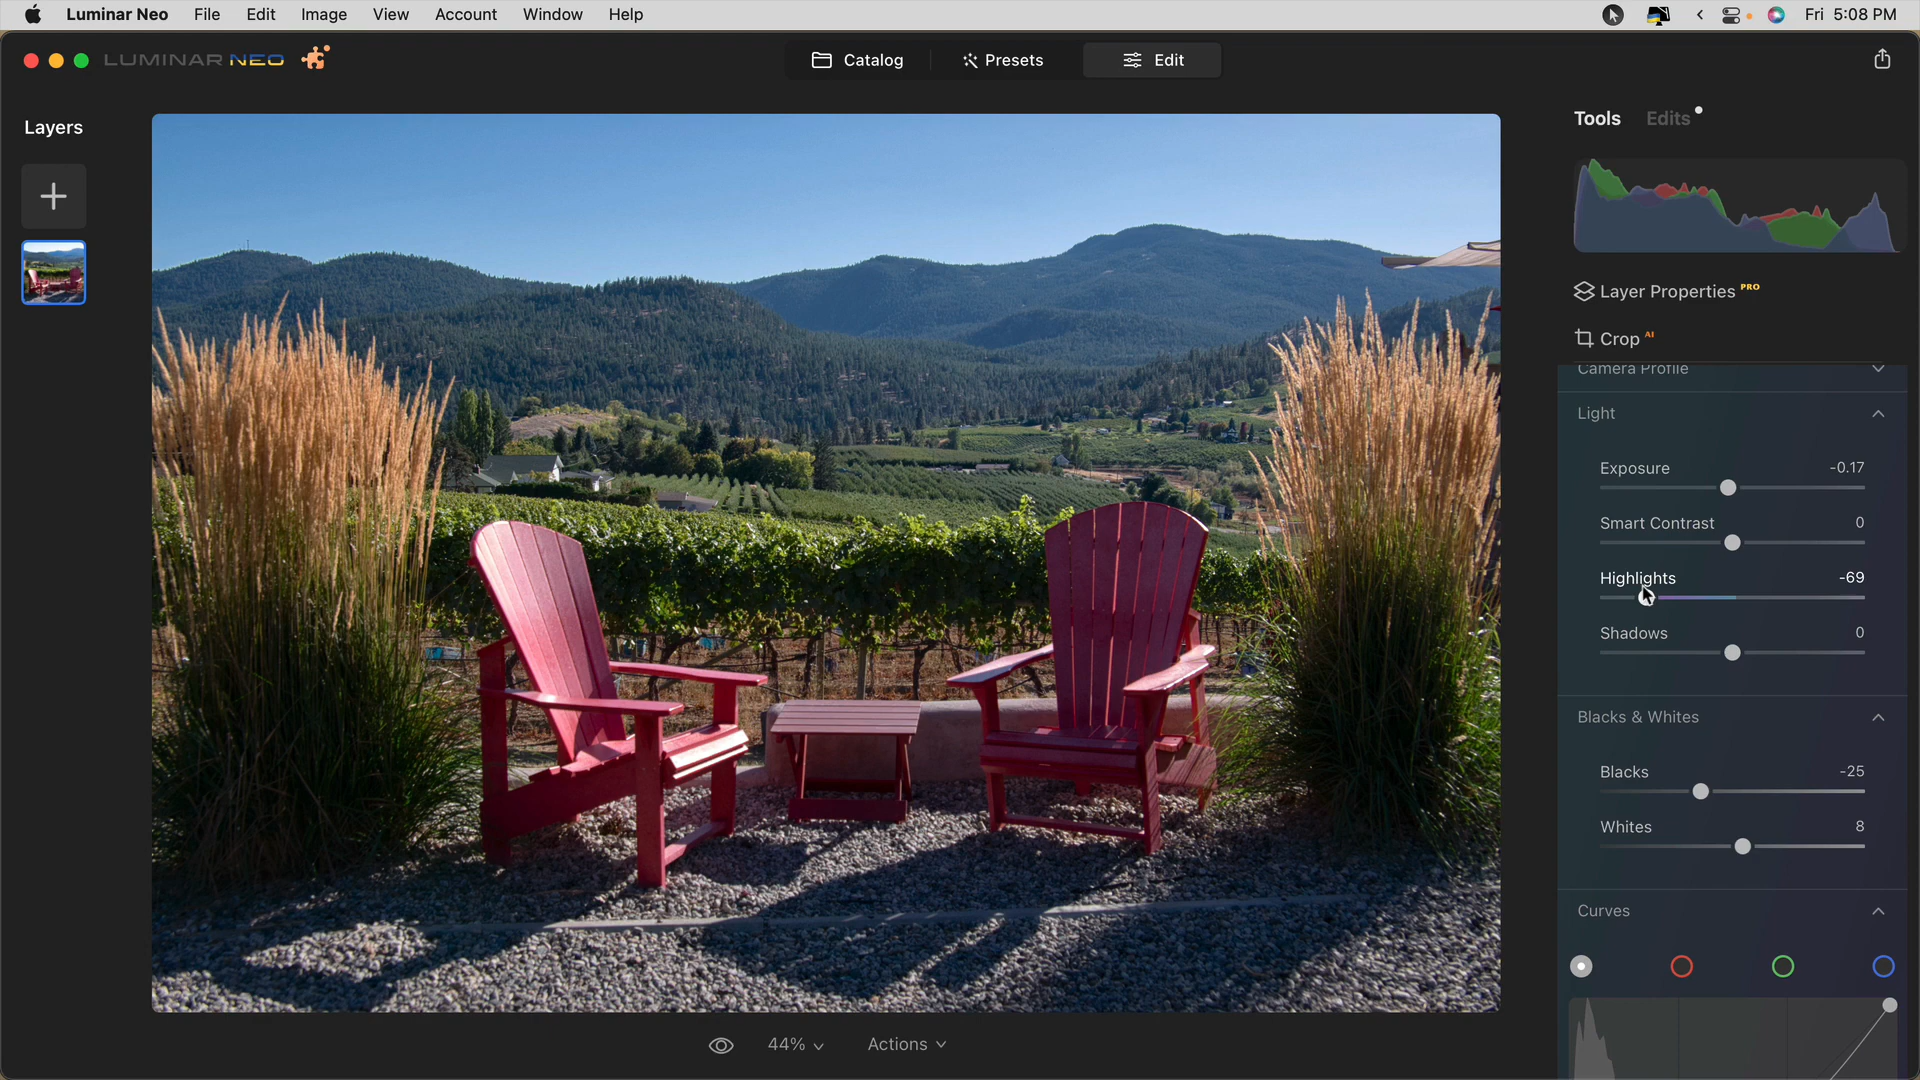 Luminar Neo File Edit Image View Account Window Help Fri 5:08 PM
LUMINAR NEO Catalog Presets Edit
Layers
Tools Edits
Layer Properties PRO
Crop AI
Camera Profile
Light
Exposure -0.17
Smart Contrast 0
Highlights -69
Shadows 0
Blacks & Whites
Blacks -25
Whites 8
Curves
44% Actions